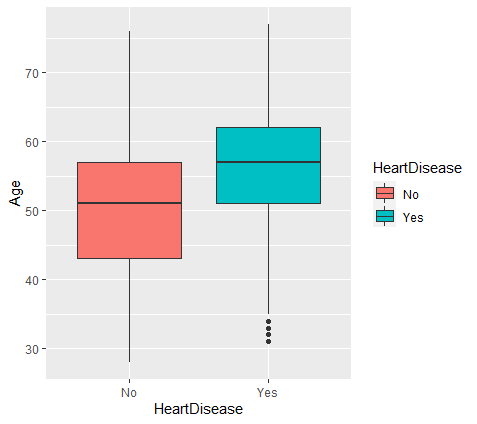 Age
70
60
50
40
30
No
Yes
HeartDisease
HeartDisease
No
Yes